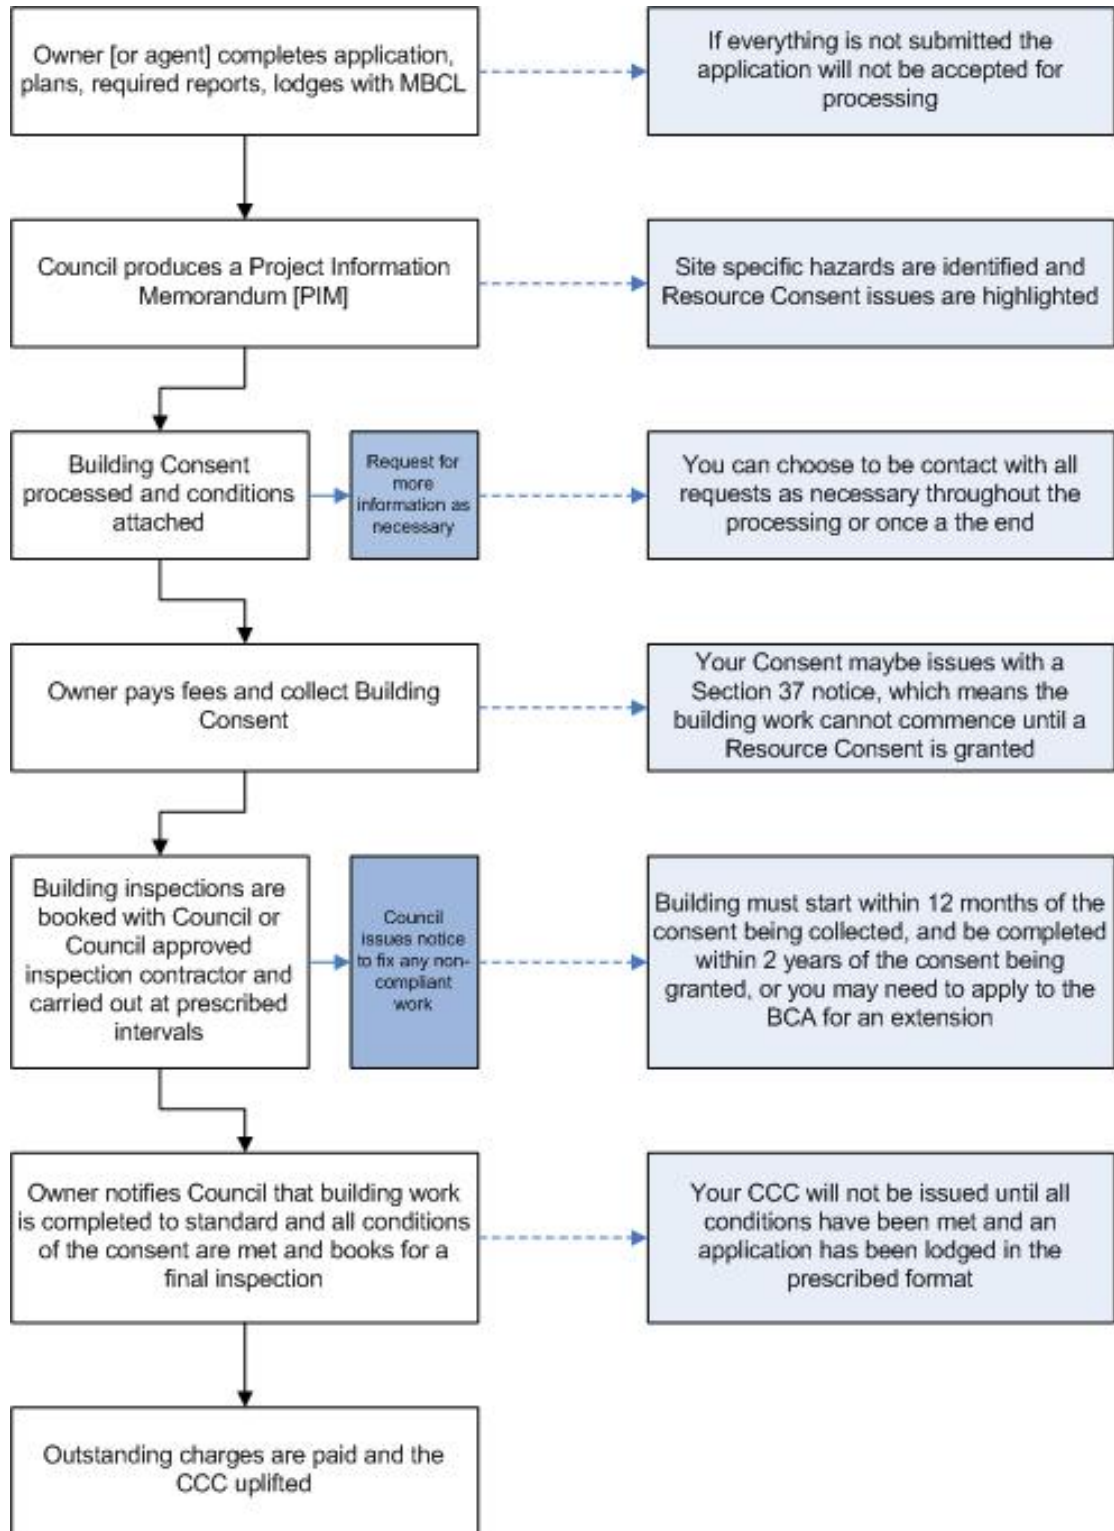 Owner [or agent] completes application,
plans, required reports, lodges with MBCL
If everything is not submitted the
application will not be accepted for
processing
Council produces a Project Information
Memorandum [PIM]
Site specific hazards are identified and
Resource Consent issues are highlighted
Building Consent
processed and conditions
attached
Request for
more
information as
necessary
You can choose to be contact with all
requests as necessary throughout the
processing or once a the end
Owner pays fees and collect Building
Consent
Your Consent maybe issues with a
Section 37 notice, which means the
building work cannot commence until a
Resource Consent is granted
Building inspections are
booked with Council or
Council approved
inspection contractor and
carried out at prescribed
intervals
Council
issues notice
to fix any non-
compliant
work
Building must start within 12 months of the
consent being collected, and be completed
within 2 years of the consent being
granted, or you may need to apply to the
BCA for an extension
Owner notifies Council that building work
is completed to standard and all conditions
of the consent are met and books for a
final inspection
Your CCC will not be issued until all
conditions have been met and an
application has been lodged in the
prescribed format
Outstanding charges are paid and the
CCC uplifted